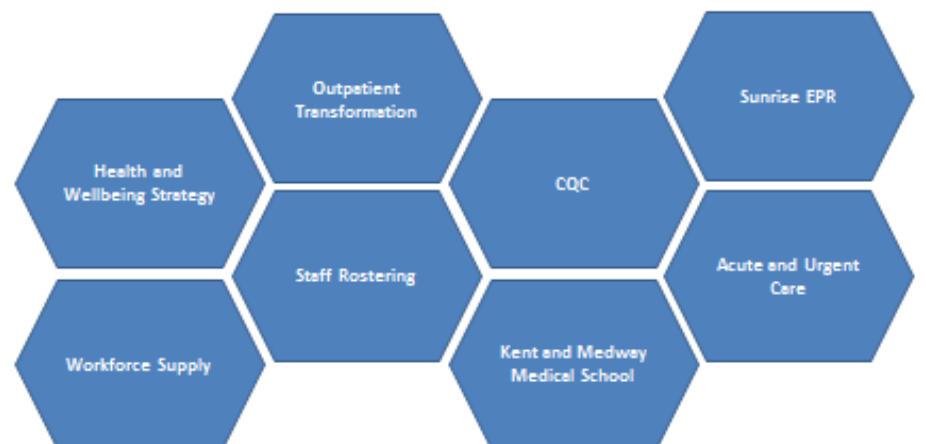 Outpatient
Transformation
Sunrise EPR
Health and
Wellbeing Strategy
CQC
Staff Rostering
Acute and Urgent
Care
Workforce Supply
Kent and Medway
Medical School